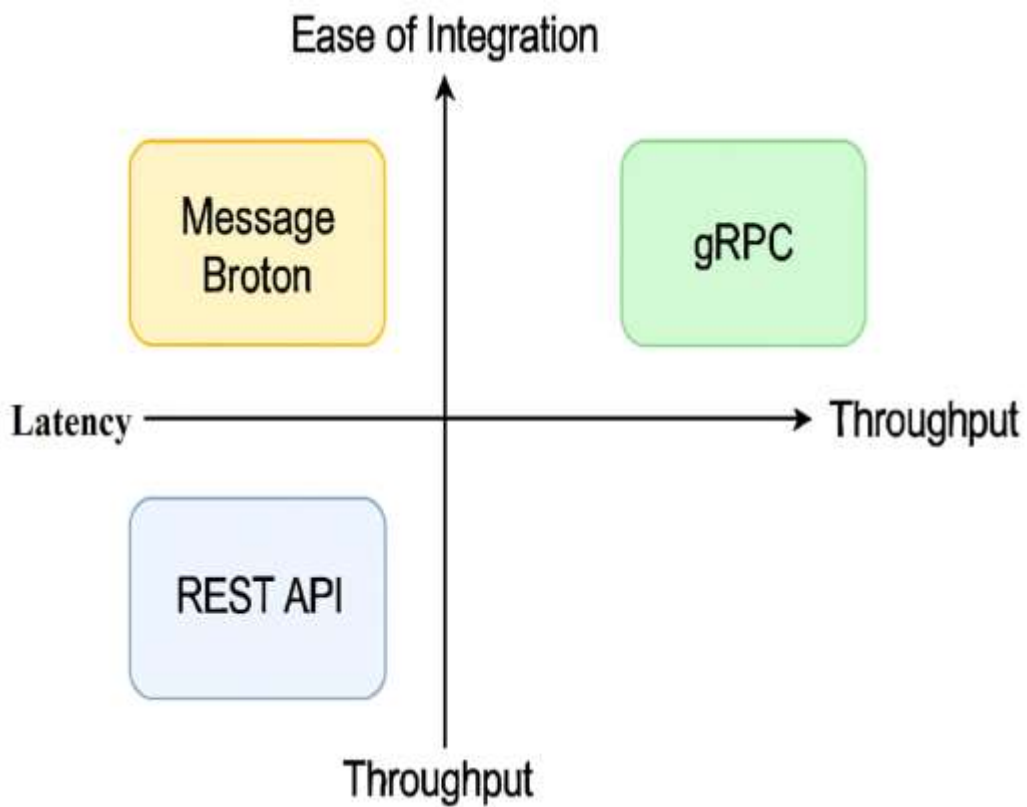 Ease of Integration
Message
Broton
gRPC
Latency
Throughput
REST API
Throughput